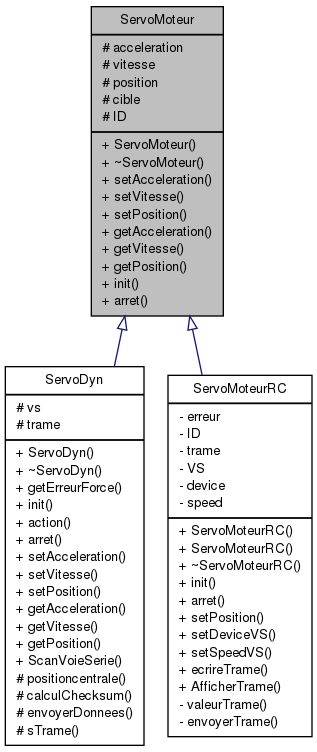 ServoMoteur
# acceleration
# vitesse
# position
# cible
# ID
+ ServoMoteur()
+ ~ServoMoteur()
+ setAcceleration()
+ setVitesse()
+ setPosition()
+ getAcceleration()
+ getVitesse()
+ getPosition()
+ init()
+ arret()
ServoDyn
# vs
# trame
+ ServoDyn()
+ ~ServoDyn()
+ getErreurForce()
+ init()
+ action()
+ arret()
+ setAcceleration()
+ setVitesse()
+ setPosition()
+ getAcceleration()
+ getVitesse()
+ getPosition()
+ ScanVoieSerie()
# positioncentrale()
# calculChecksum()
# envoyerDonnees()
# sTrame()
ServoMoteurRC
- erreur
- ID
- trame
- VS
- device
- speed
+ ServoMoteurRC()
+ ServoMoteurRC()
+ ~ServoMoteurRC()
+ init()
+ arret()
+ setPosition()
+ setDeviceVS()
+ setSpeedVS()
+ ecrireTrame()
+ AfficherTrame()
- valeurTrame()
- envoyerTrame()